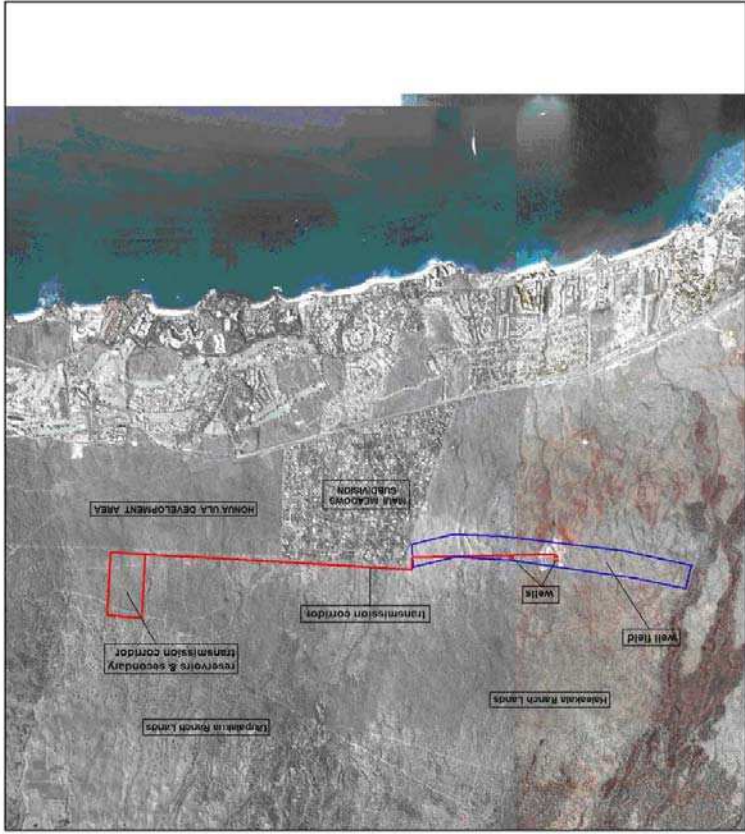 Ulupalakua Ranch Lands
Haleakala Ranch Lands
reservoirs & secondary
transmission corridor
well field
transmission corridor
wells
HONUA'ULA DEVELOPMENT AREA
MAUI MEADOWS
SUBDIVISION